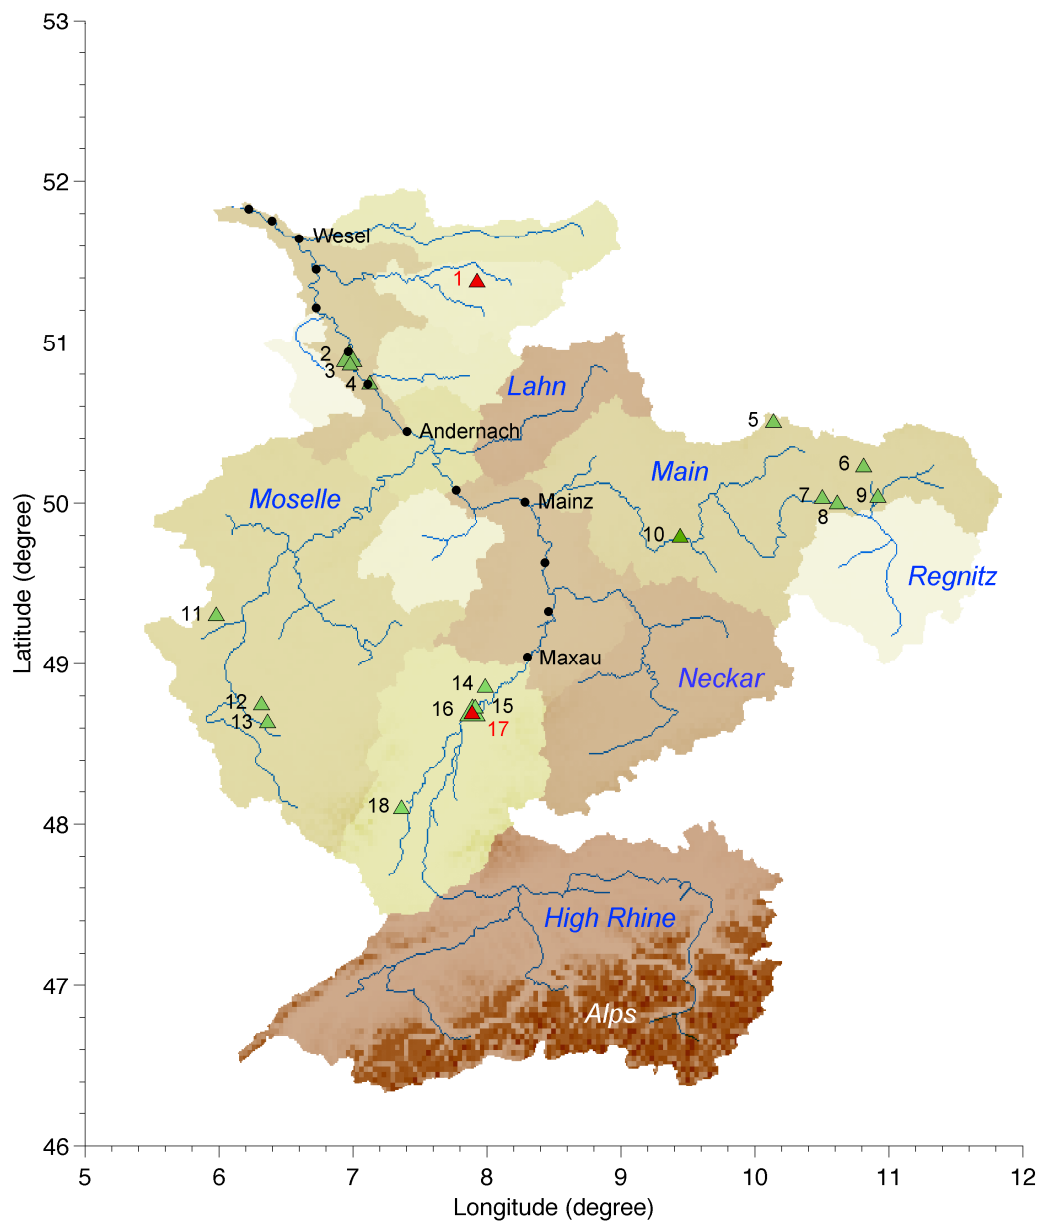 53
52
Wesel
1
51
2
3
4
Lahn
5
Andernach
Main
6
Moselle
7
9
50
Mainz
8
10
Regnitz
11
Maxau
49
Neckar
14
12
16
15
13
17
18
48
High Rhine
47
Alps
46
5
6
7
8
9
10
11
12
Longitude (degree)
Latitude (degree)